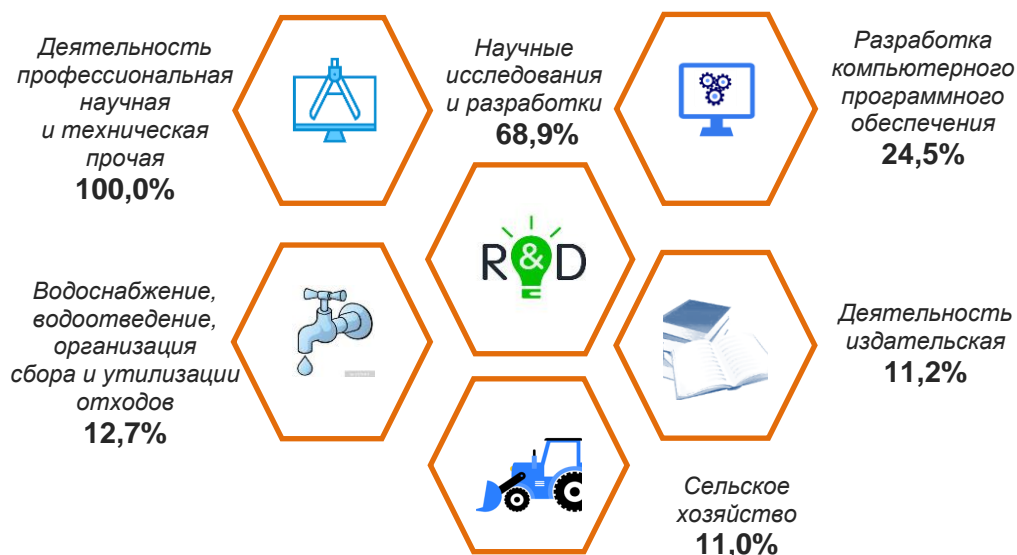 Деятельность
профессиональная
научная
и техническая
прочая
100,0%
Научные
исследования
и разработки
68,9%
Разработка
компьютерного
программного
обеспечения
24,5%
R&D
Водоснабжение,
водоотведение,
организация
сбора и утилизации
отходов
12,7%
Деятельность
издательская
11,2%
Сельское
хозяйство
11,0%